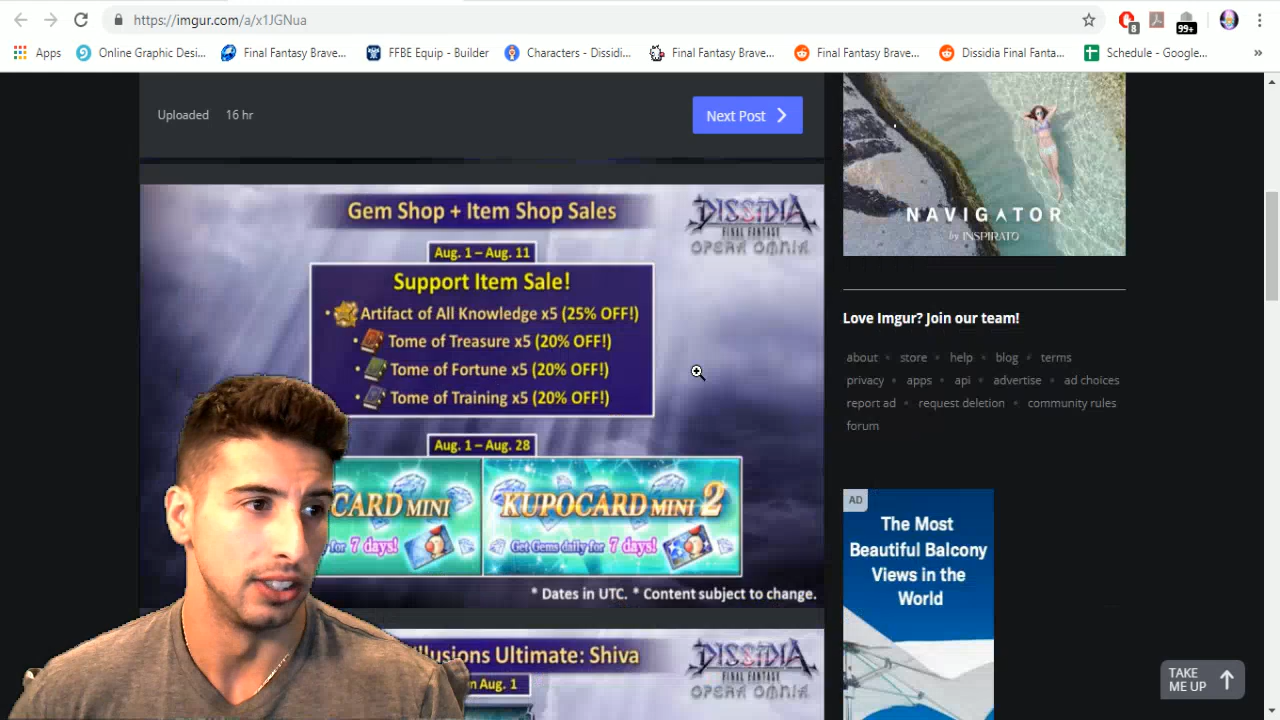 https://imgur.com/a/x1JGNua
8
99+
Apps
Online Graphic Desi...
Final Fantasy Brave...
FFBE Equip - Builder
Characters - Dissidi...
Final Fantasy Brave...
Final Fantasy Brave...
Dissidia Final Fanta...
Schedule - Google...
»
Uploaded 16 hr
Next Post
NAVIGATOR
by INSPIRATO
Gem Shop + Item Shop Sales
DISSIDIA
FINAL FANTASY
OPERA OMNIA
Aug. 1 – Aug. 11
Support Item Sale!
• Artifact of All Knowledge x5 (25% OFF!)
• Tome of Treasure x5 (20% OFF!)
• Tome of Fortune x5 (20% OFF!)
• Tome of Training x5 (20% OFF!)
Aug. 1 – Aug. 28
CARD MINI
for 7 days!
KUPOCARD MINI 2
Get Gems daily for 7 days!
* Dates in UTC. * Content subject to change.
llusions Ultimate: Shiva
DISSIDIA
FINAL FANTASY
OPERA OMNIA
n Aug. 1
Love Imgur? Join our team!
about • store • help • blog • terms
privacy • apps • api • advertise • ad choices
report ad • request deletion • community rules
forum
AD
The Most
Beautiful Balcony
Views in the
World
TAKE
ME UP